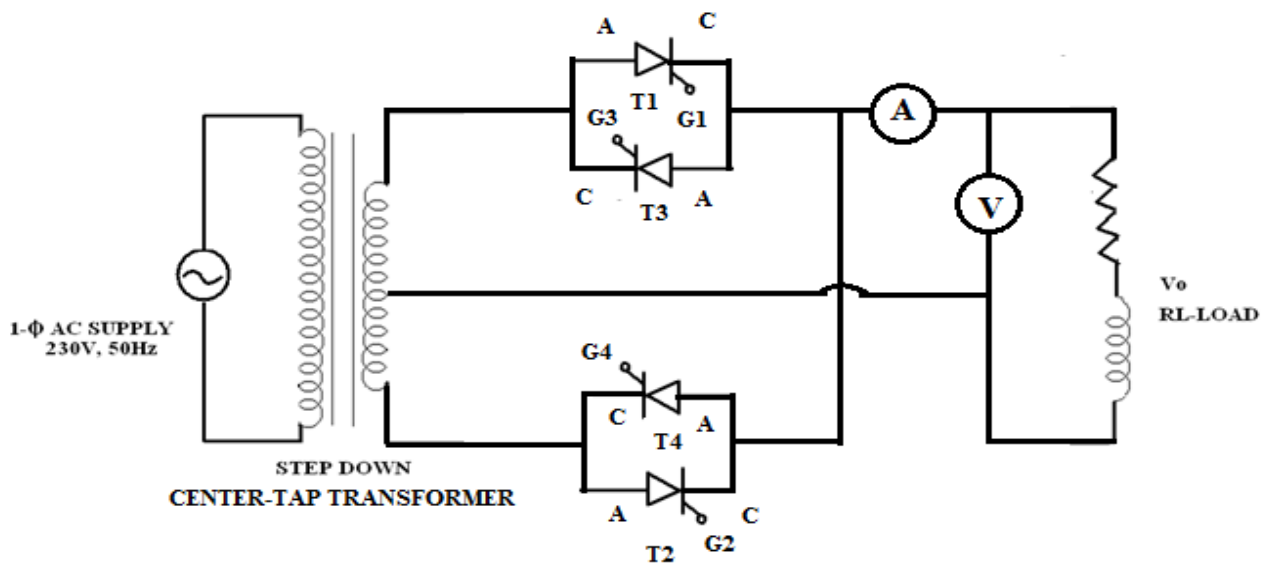 A
C
T1
G3
G1
C
A
T3
A
V
1-Φ AC SUPPLY
230V, 50Hz
Vo
RL-LOAD
G4
C
A
T4
STEP DOWN
CENTER-TAP TRANSFORMER
A
C
T2
G2